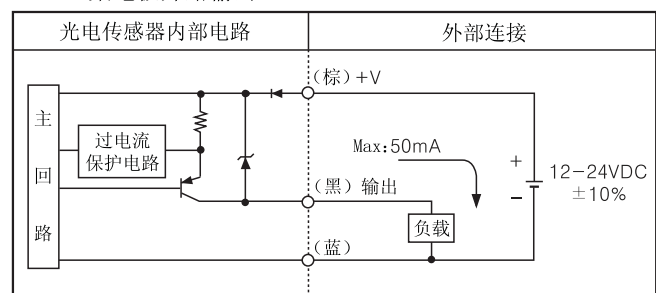 光电传感器内部电路
外部连接
(棕)+V
主回路
过电流
保护电路
Max:50mA
(黑)输出
+
-
12-24VDC
±10%
负载
(蓝)